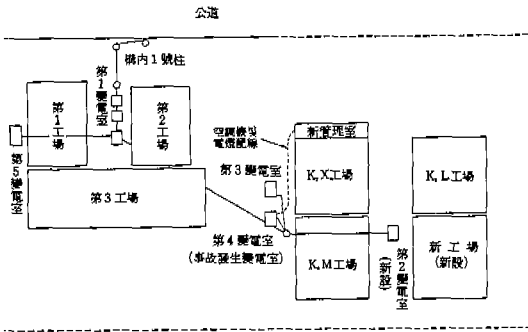 公道
構内1號柱
第1變電室
第1工場
第2工場
第5變電室
第3工場
空調機製
電燈配線
新管理室
第3變電室
K,X工場
K,L工場
第4變電室
(事故發生變電室)
K,M工場
第2變電室
(新設)
新工場
(新設)